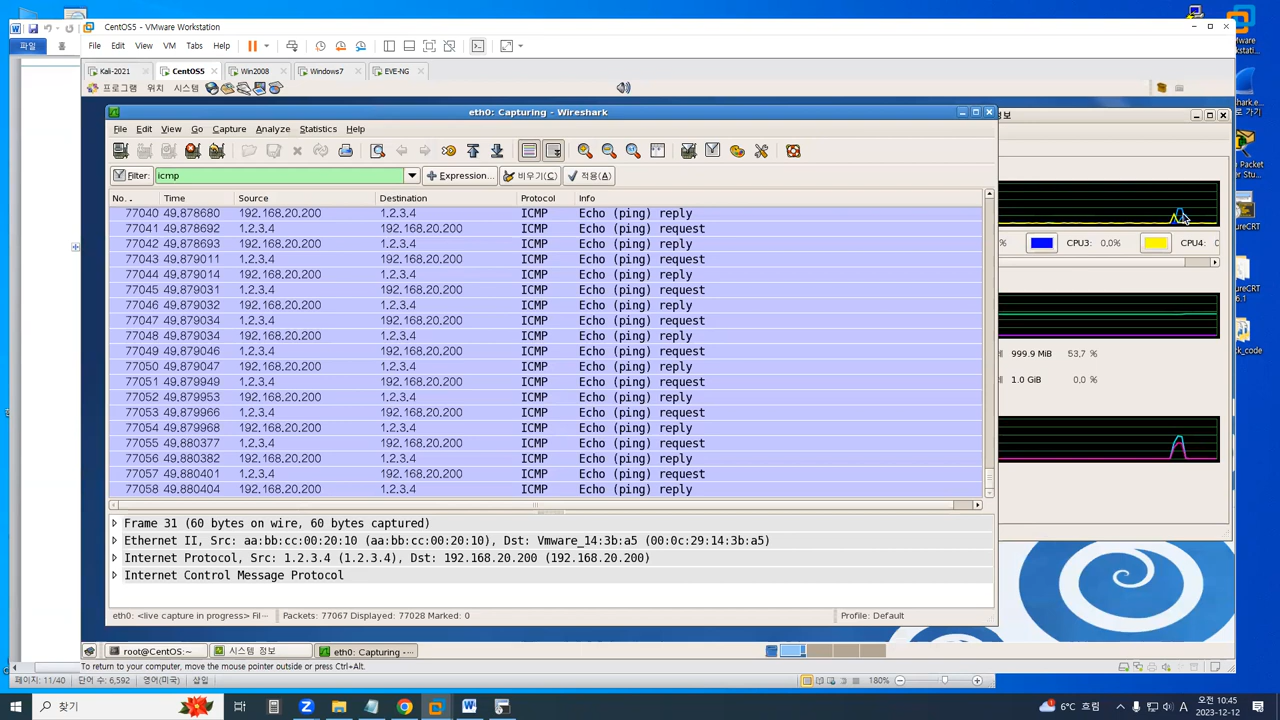 CentOS5 - VMware Workstation
파일
홈
File Edit View VM Tabs Help
Kali-2021 CentOS5 Win2008 Windows7 EVE-NG
프로그램 위치 시스템
eth0: Capturing - Wireshark
File Edit View Go Capture Analyze Statistics Help
Filter: icmp Expression... 비우기(C) 적용(A)
No. Time Source Destination Protocol Info
77040 49.878680 192.168.20.200 1.2.3.4 ICMP Echo (ping) reply
77041 49.878692 1.2.3.4 192.168.20.200 ICMP Echo (ping) request
77042 49.878693 192.168.20.200 1.2.3.4 ICMP Echo (ping) reply
77043 49.879011 1.2.3.4 192.168.20.200 ICMP Echo (ping) request
77044 49.879014 192.168.20.200 1.2.3.4 ICMP Echo (ping) reply
77045 49.879031 1.2.3.4 192.168.20.200 ICMP Echo (ping) request
77046 49.879032 192.168.20.200 1.2.3.4 ICMP Echo (ping) reply
77047 49.879034 1.2.3.4 192.168.20.200 ICMP Echo (ping) request
77048 49.879034 192.168.20.200 1.2.3.4 ICMP Echo (ping) reply
77049 49.879046 1.2.3.4 192.168.20.200 ICMP Echo (ping) request
77050 49.879047 192.168.20.200 1.2.3.4 ICMP Echo (ping) reply
77051 49.879949 1.2.3.4 192.168.20.200 ICMP Echo (ping) request
77052 49.879953 192.168.20.200 1.2.3.4 ICMP Echo (ping) reply
77053 49.879966 1.2.3.4 192.168.20.200 ICMP Echo (ping) request
77054 49.879968 192.168.20.200 1.2.3.4 ICMP Echo (ping) reply
77055 49.880377 1.2.3.4 192.168.20.200 ICMP Echo (ping) request
77056 49.880382 192.168.20.200 1.2.3.4 ICMP Echo (ping) reply
77057 49.880401 1.2.3.4 192.168.20.200 ICMP Echo (ping) request
77058 49.880404 192.168.20.200 1.2.3.4 ICMP Echo (ping) reply
Frame 31 (60 bytes on wire, 60 bytes captured)
Ethernet II, Src: aa:bb:cc:00:20:10 (aa:bb:cc:00:20:10), Dst: Vmware_14:3b:a5 (00:0c:29:14:3b:a5)
Internet Protocol, Src: 1.2.3.4 (1.2.3.4), Dst: 192.168.20.200 (192.168.20.200)
Internet Control Message Protocol
eth0: <live capture in progress> Fil··· Packets: 77067 Displayed: 77028 Marked: 0 Profile: Default
% CPU3: 0.0% CPU4:
999.9 MiB 53.7 %
1.0 GiB 0.0 %
root@CentOS:~ 시스템 정보 eth0: Capturing -···
To return to your computer, move the mouse pointer outside or press Ctrl+Alt.
페이지: 11/40 단어 수: 6,592 영어(미국) 삽입 180%
찾기 6°C 흐림 A 오전 10:45
2023-12-12